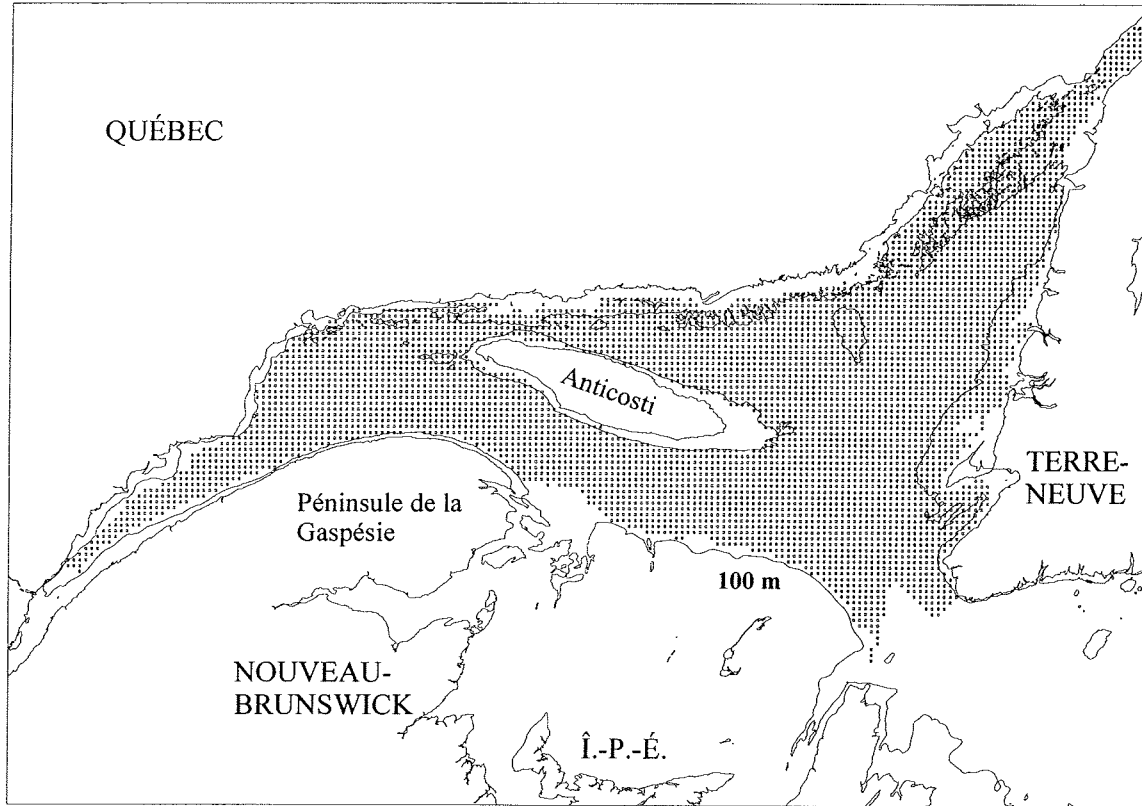 QUÉBEC
Anticosti
TERRE-
NEUVE
Péninsule de la
Gaspésie
100 m
NOUVEAU-
BRUNSWICK
Î.-P.-É.